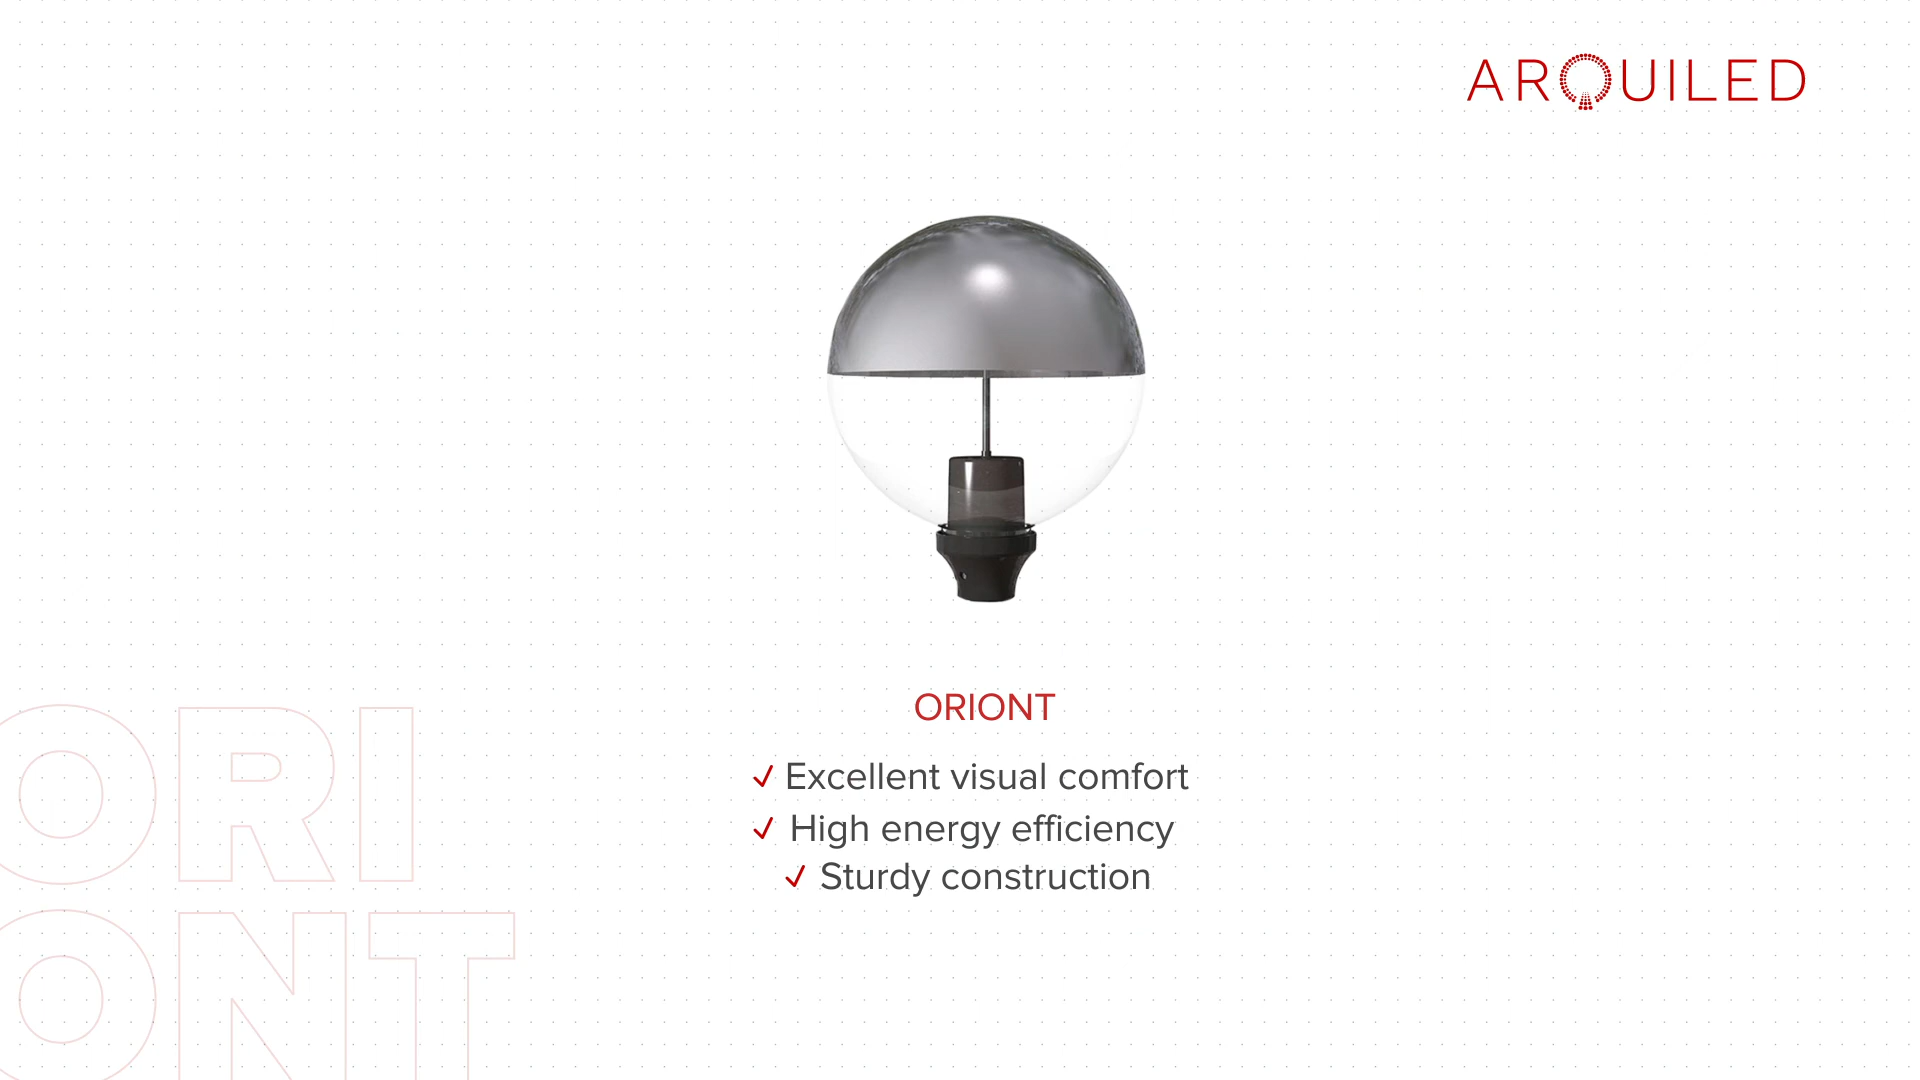 ARQUILED
ORIONT
✓ Excellent visual comfort
✓ High energy efficiency
✓ Sturdy construction
ORI
ONT